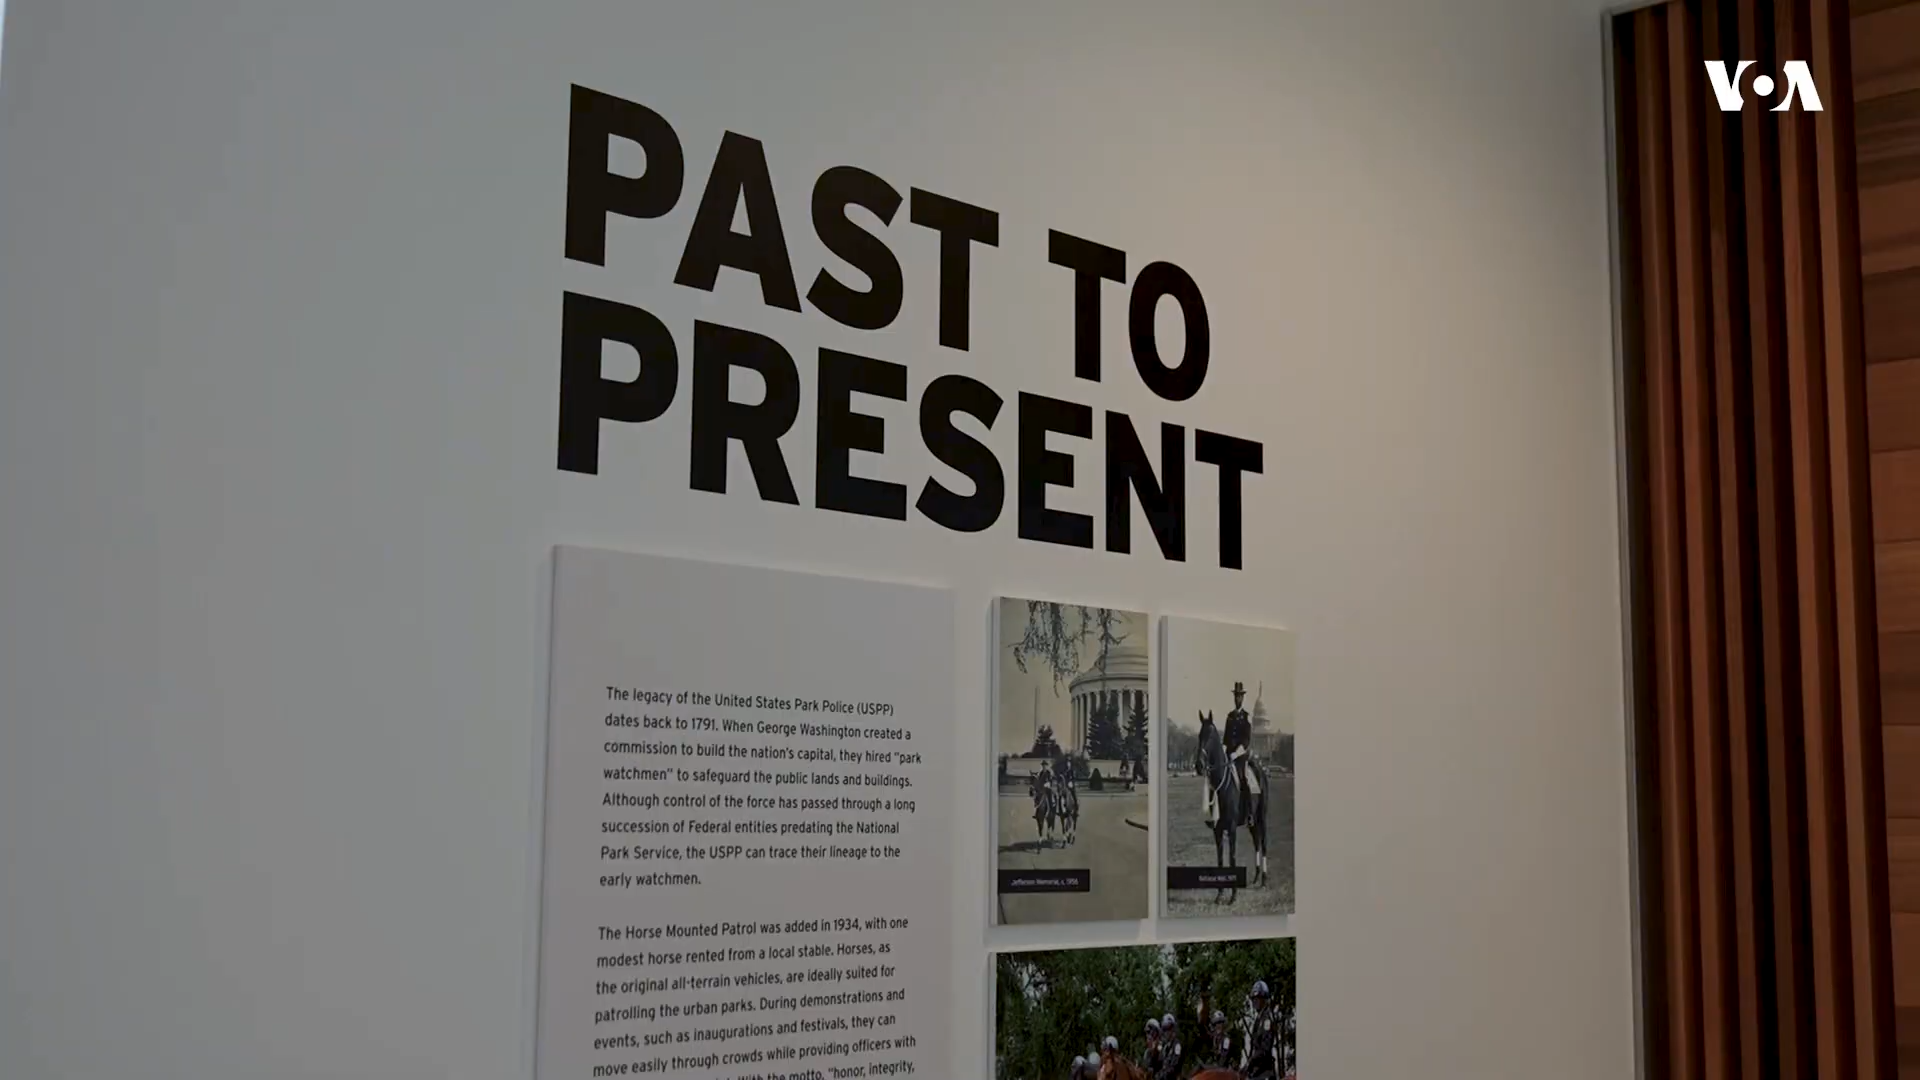 VOA
PAST TO
PRESENT
The legacy of the United States Park Police (USPP)
dates back to 1791. When George Washington created a
commission to build the nation's capital, they hired "park
watchmen" to safeguard the public lands and buildings.
Although control of the force has passed through a long
succession of Federal entities predating the National
Park Service, the USPP can trace their lineage to the
early watchmen.
The Horse Mounted Patrol was added in 1934, with one
modest horse rented from a local stable. Horses, as
the original all-terrain vehicles, are ideally suited for
patrolling the urban parks. During demonstrations and
events, such as inaugurations and festivals, they can
move easily through crowds while providing officers with
With the motto, "honor, integrity,
Jefferson Memorial, c.